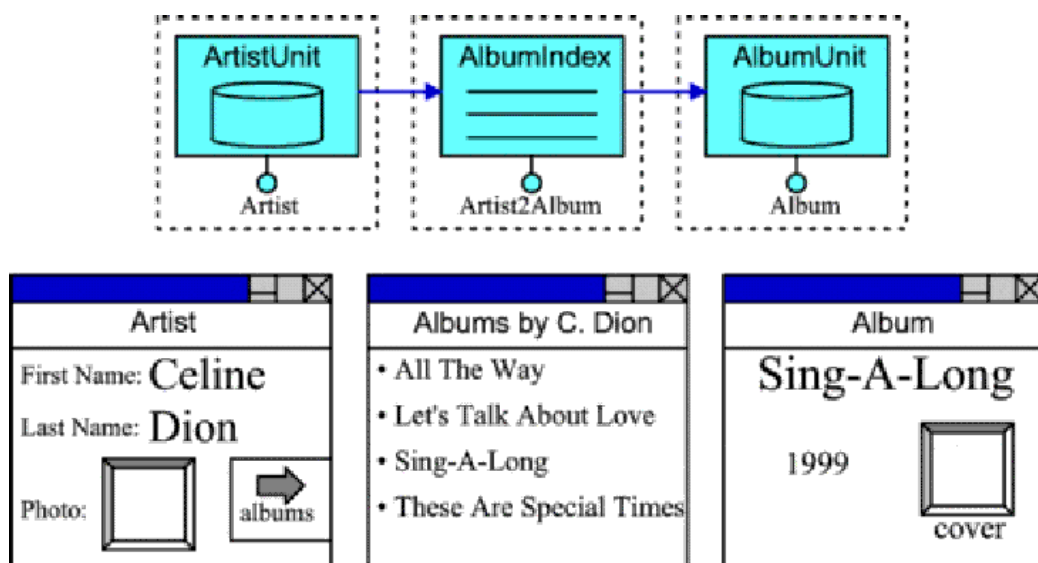 ArtistUnit
AlbumIndex
AlbumUnit
Artist
Artist2Album
Album
Artist
First Name: Celine
Last Name: Dion
Photo:
albums
Albums by C. Dion
• All The Way
• Let's Talk About Love
• Sing-A-Long
• These Are Special Times
Album
Sing-A-Long
1999
cover